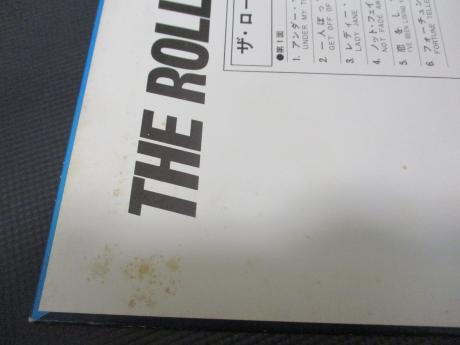 THE ROLL
ザ・ロー
●第1面
1. アンダー・
UNDER MY T
2. 一人ぼっ
GET OFF OF
3. レディー・
LADY JANE
4. ノット・フェイ
NOT FADE AW
5. 恋を
I'VE BEEN LOVING Y
6. フォーチュン
FORTUNE TELLE